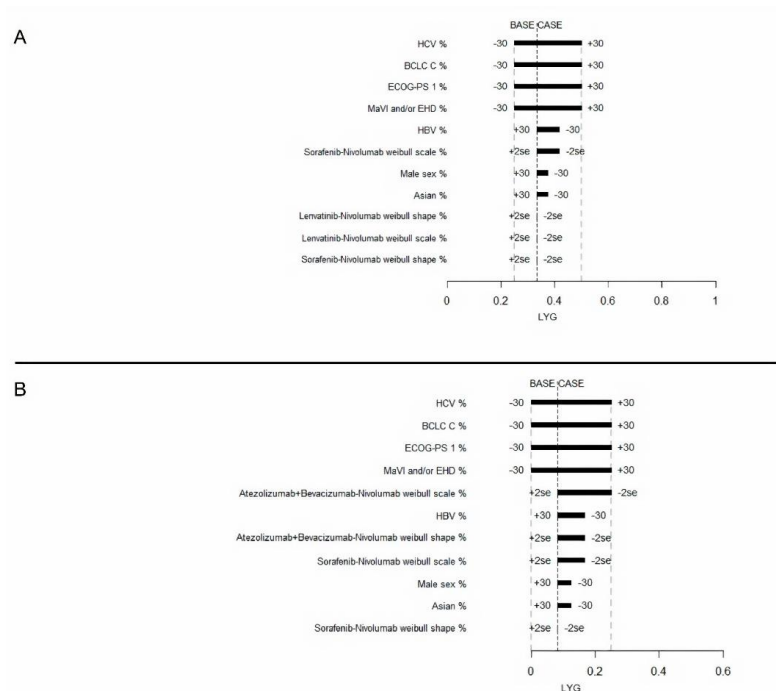 A
BASE CASE
HCV % -30 +30
BCLC C % -30 +30
ECOG-PS 1 % -30 +30
MaVI and/or EHD % -30 +30
HBV % +30 -30
Sorafenib-Nivolumab weibull scale % +2se -2se
Male sex % +30 -30
Asian % +30 -30
Lenvatinib-Nivolumab weibull shape % +2se -2se
Lenvatinib-Nivolumab weibull scale % +2se -2se
Sorafenib-Nivolumab weibull shape % +2se -2se
0 0.2 0.4 0.6 0.8 1
LYG
B
BASE CASE
HCV % -30 +30
BCLC C % -30 +30
ECOG-PS 1 % -30 +30
MaVI and/or EHD % -30 +30
Atezolizumab+Bevacizumab-Nivolumab weibull scale % +2se -2se
HBV % +30 -30
Atezolizumab+Bevacizumab-Nivolumab weibull shape % +2se -2se
Sorafenib-Nivolumab weibull scale % +2se -2se
Male sex % +30 -30
Asian % +30 -30
Sorafenib-Nivolumab weibull shape % +2se -2se
0 0.2 0.4 0.6
LYG